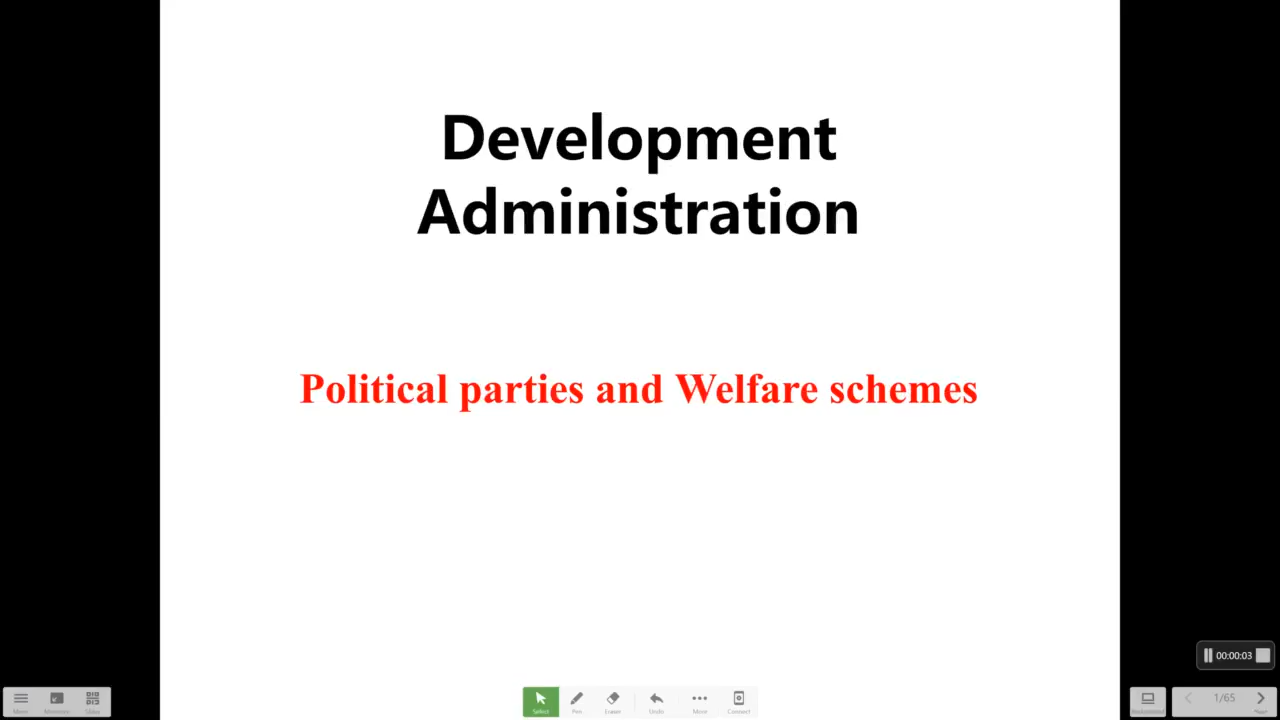 Development
Administration
Political parties and Welfare schemes
00:00:03
Select
Pen
Eraser
Undo
More
Connect
1/65